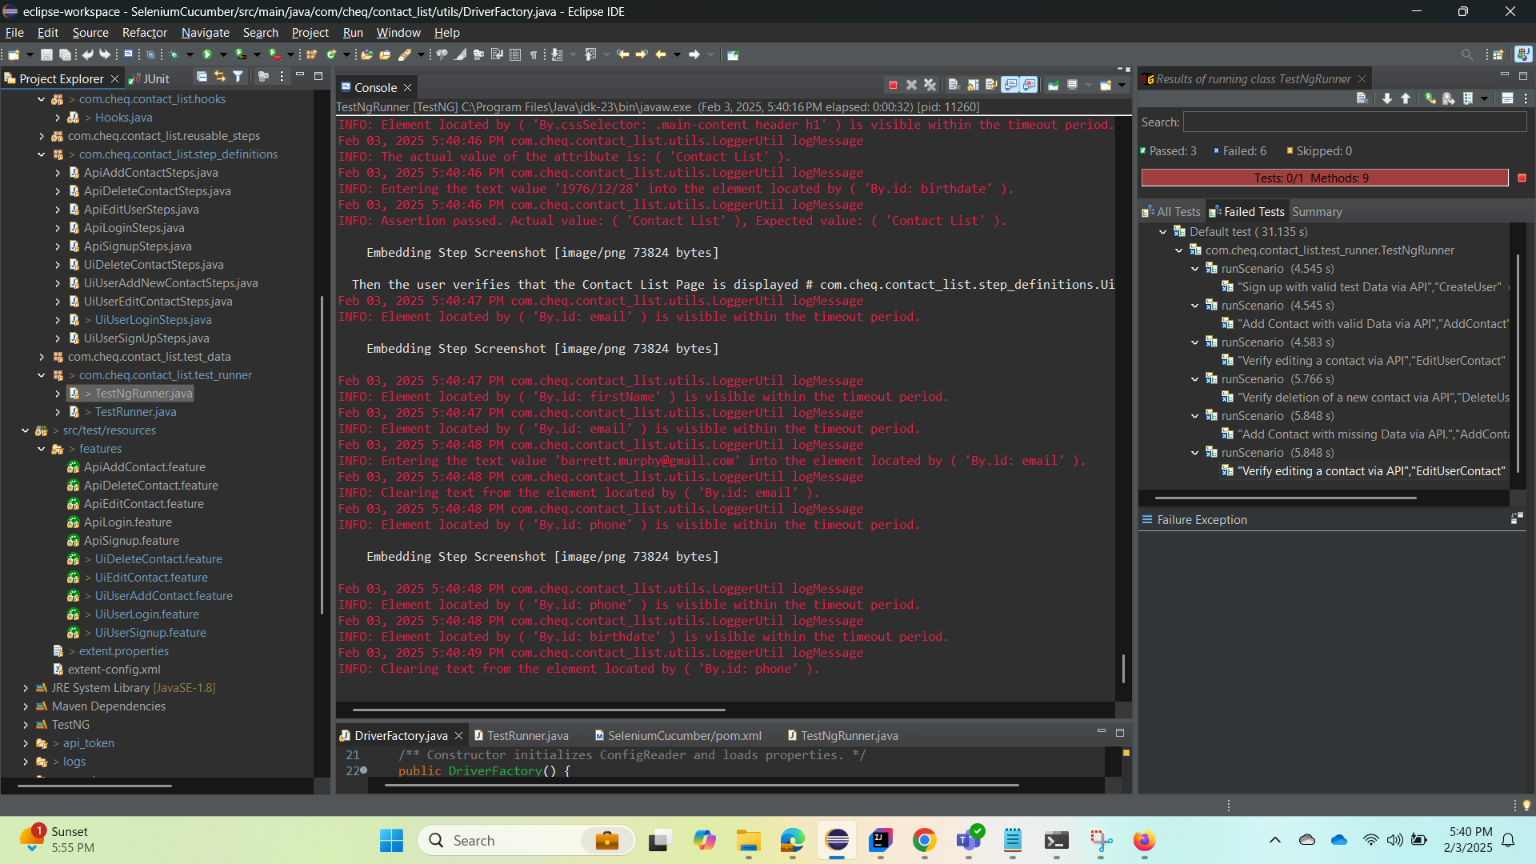 eclipse-workspace - SeleniumCucumber/src/main/java/com/cheq/contact_list/utils/DriverFactory.java - Eclipse IDE
File Edit Source Refactor Navigate Search Project Run Window Help
Project Explorer
JUnit
> com.cheq.contact_list.hooks
> Hooks.java
com.cheq.contact_list.reusable_steps
> com.cheq.contact_list.step_definitions
ApiAddContactSteps.java
ApiDeleteContactSteps.java
ApiEditUserSteps.java
ApiLoginSteps.java
ApiSignupSteps.java
UiDeleteContactSteps.java
UiUserAddNewContactSteps.java
UiUserEditContactSteps.java
> UiUserLoginSteps.java
UiUserSignUpSteps.java
com.cheq.contact_list.test_data
> com.cheq.contact_list.test_runner
> TestNgRunner.java
> TestRunner.java
> src/test/resources
> features
ApiAddContact.feature
ApiDeleteContact.feature
ApiEditContact.feature
ApiLogin.feature
ApiSignup.feature
> UiDeleteContact.feature
> UiEditContact.feature
> UiUserAddContact.feature
> UiUserLogin.feature
> UiUserSignup.feature
> extent.properties
extent-config.xml
JRE System Library [JavaSE-1.8]
Maven Dependencies
TestNG
> api_token
> logs
Console
TestNgRunner [TestNG] C:\Program Files\Java\jdk-23\bin\javaw.exe (Feb 3, 2025, 5:40:16 PM elapsed: 0:00:32) [pid: 11260]
INFO: Element located by ( 'By.cssSelector: .main-content header h1' ) is visible within the timeout period.
Feb 03, 2025 5:40:46 PM com.cheq.contact_list.utils.LoggerUtil logMessage
INFO: The actual value of the attribute is: ( 'Contact List' ).
Feb 03, 2025 5:40:46 PM com.cheq.contact_list.utils.LoggerUtil logMessage
INFO: Entering the text value '1976/12/28' into the element located by ( 'By.id: birthdate' ).
Feb 03, 2025 5:40:46 PM com.cheq.contact_list.utils.LoggerUtil logMessage
INFO: Assertion passed. Actual value: ( 'Contact List' ), Expected value: ( 'Contact List' ).
Embedding Step Screenshot [image/png 73824 bytes]
Then the user verifies that the Contact List Page is displayed # com.cheq.contact_list.step_definitions.Ui
Feb 03, 2025 5:40:47 PM com.cheq.contact_list.utils.LoggerUtil logMessage
INFO: Element located by ( 'By.id: email' ) is visible within the timeout period.
Embedding Step Screenshot [image/png 73824 bytes]
Feb 03, 2025 5:40:47 PM com.cheq.contact_list.utils.LoggerUtil logMessage
INFO: Element located by ( 'By.id: firstName' ) is visible within the timeout period.
Feb 03, 2025 5:40:47 PM com.cheq.contact_list.utils.LoggerUtil logMessage
INFO: Element located by ( 'By.id: email' ) is visible within the timeout period.
Feb 03, 2025 5:40:48 PM com.cheq.contact_list.utils.LoggerUtil logMessage
INFO: Entering the text value 'barrett.murphy@gmail.com' into the element located by ( 'By.id: email' ).
Feb 03, 2025 5:40:48 PM com.cheq.contact_list.utils.LoggerUtil logMessage
INFO: Clearing text from the element located by ( 'By.id: email' ).
Feb 03, 2025 5:40:48 PM com.cheq.contact_list.utils.LoggerUtil logMessage
INFO: Element located by ( 'By.id: phone' ) is visible within the timeout period.
Embedding Step Screenshot [image/png 73824 bytes]
Feb 03, 2025 5:40:48 PM com.cheq.contact_list.utils.LoggerUtil logMessage
INFO: Element located by ( 'By.id: phone' ) is visible within the timeout period.
Feb 03, 2025 5:40:48 PM com.cheq.contact_list.utils.LoggerUtil logMessage
INFO: Element located by ( 'By.id: birthdate' ) is visible within the timeout period.
Feb 03, 2025 5:40:49 PM com.cheq.contact_list.utils.LoggerUtil logMessage
INFO: Clearing text from the element located by ( 'By.id: phone' ).
DriverFactory.java
TestRunner.java
SeleniumCucumber/pom.xml
TestNgRunner.java
21 /** Constructor initializes ConfigReader and loads properties. */
22 public DriverFactory() {
Results of running class TestNgRunner
Search:
Passed: 3 Failed: 6 Skipped: 0
Tests: 0/1 Methods: 9
All Tests Failed Tests Summary
Default test ( 31.135 s)
com.cheq.contact_list.test_runner.TestNgRunner
runScenario (4.545 s)
"Sign up with valid test Data via API","CreateUser"
runScenario (4.545 s)
"Add Contact with valid Data via API","AddContact"
runScenario (4.583 s)
"Verify editing a contact via API","EditUserContact"
runScenario (5.766 s)
"Verify deletion of a new contact via API","DeleteUs
runScenario (5.848 s)
"Add Contact with missing Data via API.","AddConta
runScenario (5.848 s)
"Verify editing a contact via API","EditUserContact"
Failure Exception
1
Sunset
5:55 PM
Search
5:40 PM
2/3/2025